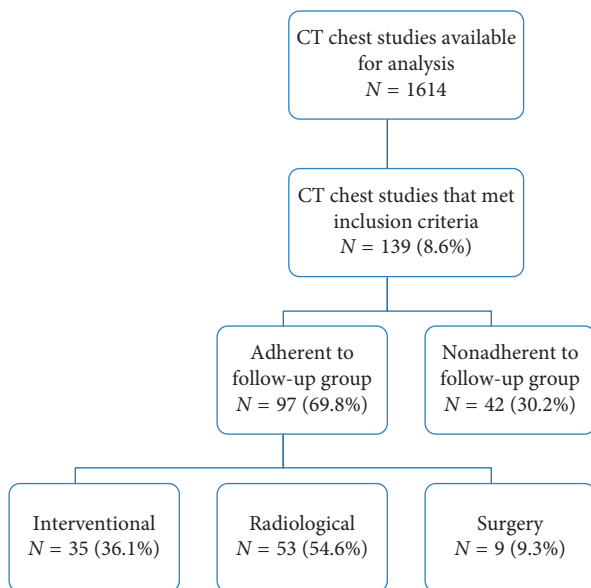 CT chest studies available
for analysis
N = 1614
CT chest studies that met
inclusion criteria
N = 139 (8.6%)
Adherent to
follow-up group
N = 97 (69.8%)
Nonadherent to
follow-up group
N = 42 (30.2%)
Interventional
N = 35 (36.1%)
Radiological
N = 53 (54.6%)
Surgery
N = 9 (9.3%)